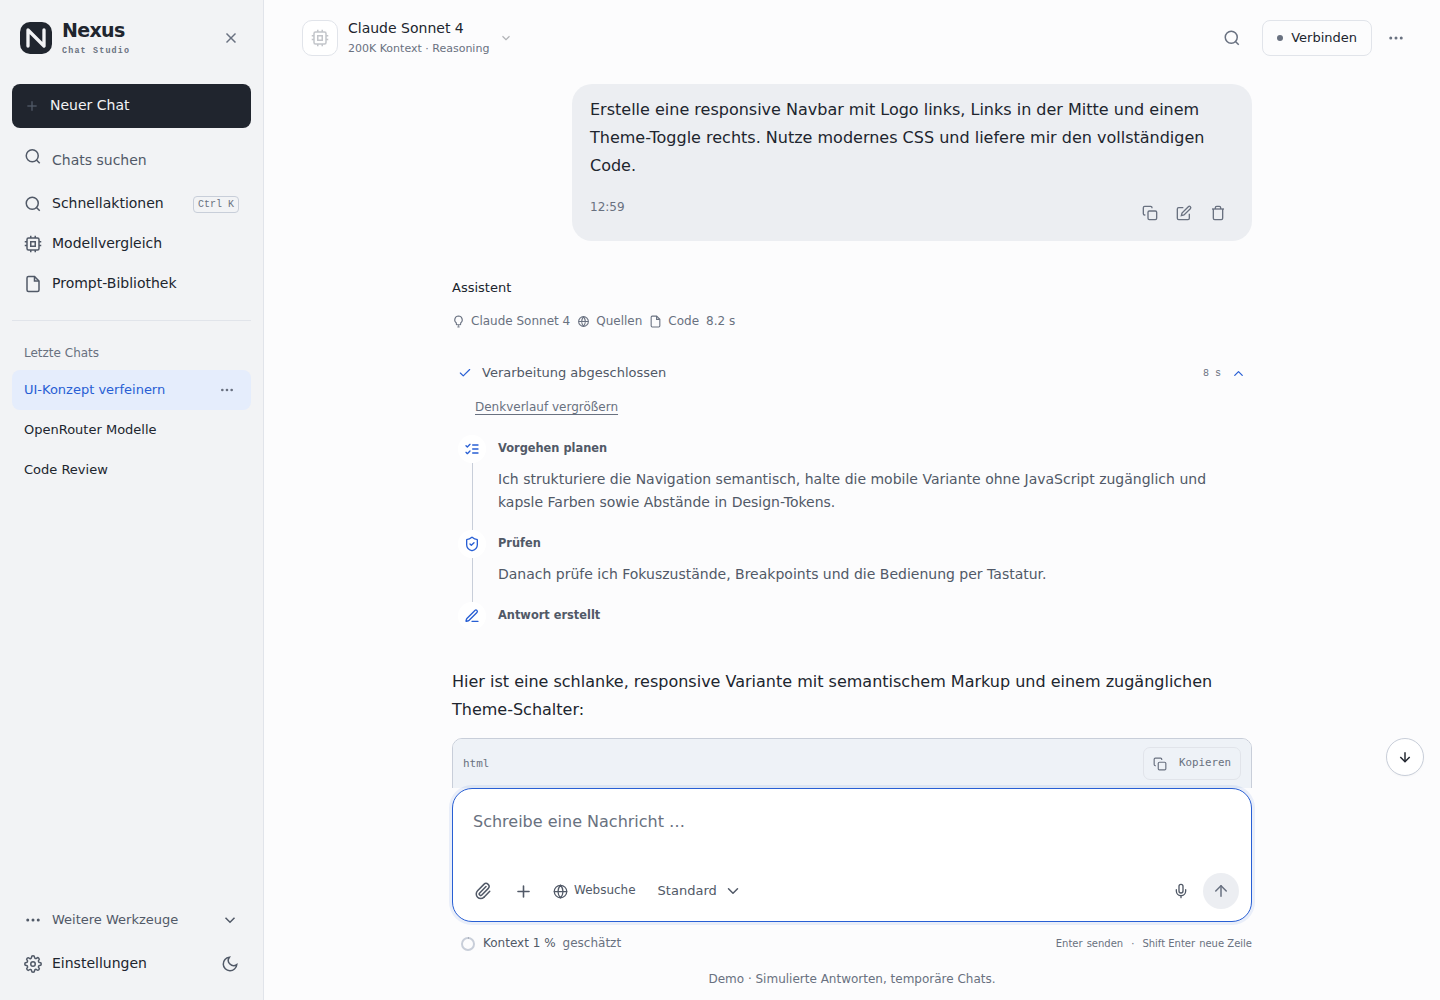 Nexus
Chat Studio
Neuer Chat
Chats suchen
Schnellaktionen
Ctrl K
Modellvergleich
Prompt-Bibliothek
Letzte Chats
UI-Konzept verfeinern
OpenRouter Modelle
Code Review
Weitere Werkzeuge
Einstellungen
Claude Sonnet 4
200K Kontext · Reasoning
Verbinden
Erstelle eine responsive Navbar mit Logo links, Links in der Mitte und einem
Theme-Toggle rechts. Nutze modernes CSS und liefere mir den vollständigen
Code.
12:59
Assistent
Claude Sonnet 4 Quellen Code 8.2 s
Verarbeitung abgeschlossen
8 s
Denkverlauf vergrößern
Vorgehen planen
Ich strukturiere die Navigation semantisch, halte die mobile Variante ohne JavaScript zugänglich und
kapsle Farben sowie Abstände in Design-Tokens.
Prüfen
Danach prüfe ich Fokuszustände, Breakpoints und die Bedienung per Tastatur.
Antwort erstellt
Hier ist eine schlanke, responsive Variante mit semantischem Markup und einem zugänglichen
Theme-Schalter:
html
Kopieren
Schreibe eine Nachricht …
Websuche
Standard
Kontext 1 % geschätzt
Enter senden · Shift Enter neue Zeile
Demo · Simulierte Antworten, temporäre Chats.